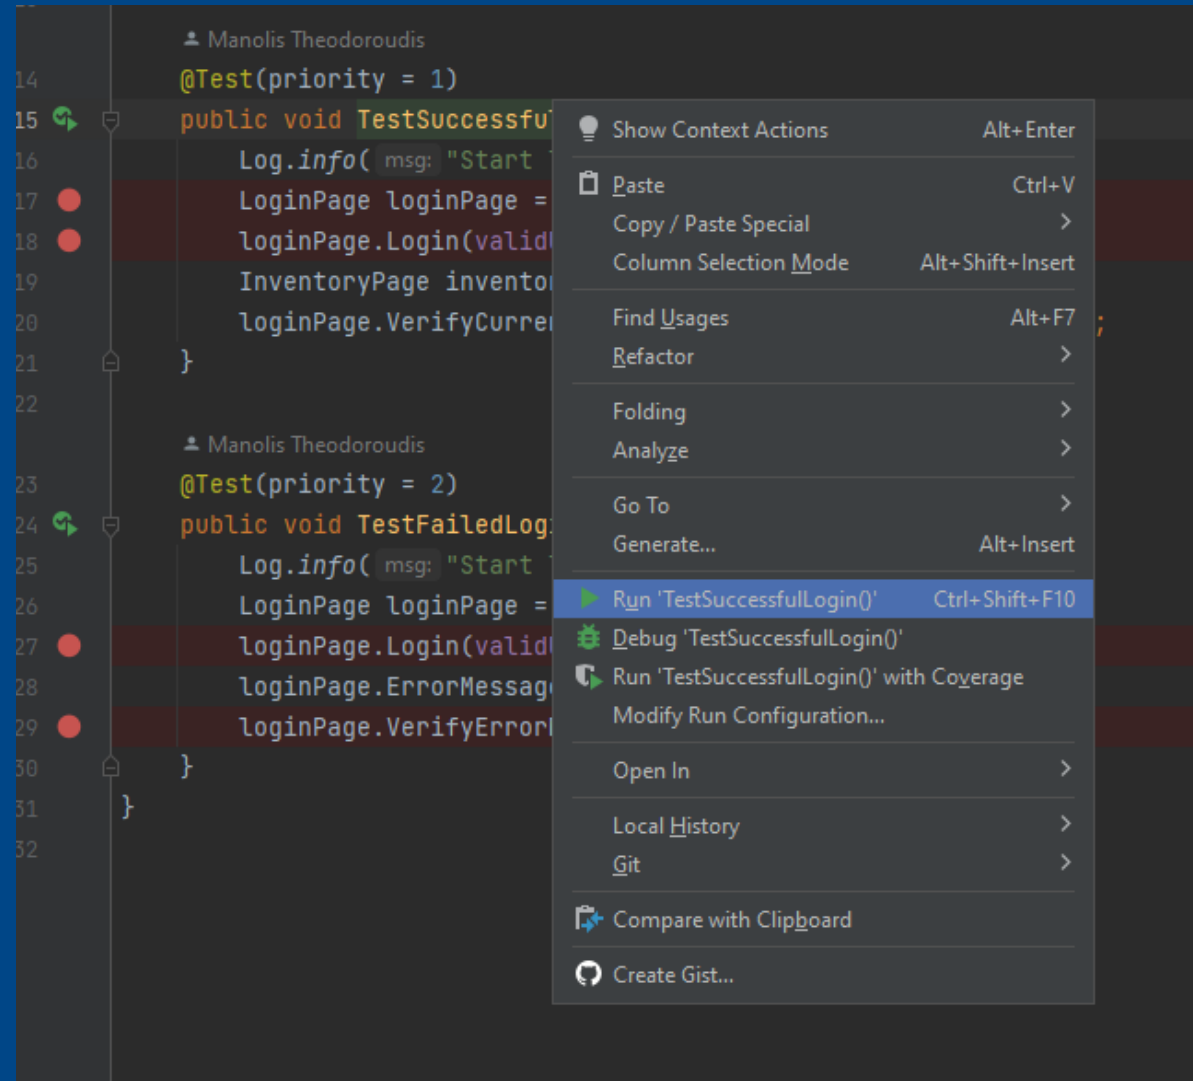 Manolis Theodoroudis
14 @Test(priority = 1)
15 public void TestSuccessful
16 Log.info( msg: "Start
17 LoginPage loginPage =
18 loginPage.Login(valid
19 InventoryPage
20 ;
21 }
22
Manolis Theodoroudis
23 @Test(priority = 2)
24 public void
25 Log.info( msg: "Start
26 LoginPage loginPage =
27 loginPage.Login(valid
28 loginPage.ErrorMessag
29 loginPage.VerifyError
30 }
31 }
32
Show Context Actions Alt+Enter
Paste Ctrl+V
Copy / Paste Special
Column Selection Mode Alt+Shift+Insert
Find Usages Alt+F7
Refactor
Folding
Analyze
Go To
Generate... Alt+Insert
Run 'TestSuccessfulLogin()' Ctrl+Shift+F10
Debug 'TestSuccessfulLogin()'
Run 'TestSuccessfulLogin()' with Coverage
Modify Run Configuration...
Open In
Local History
Git
Compare with Clipboard
Create Gist...